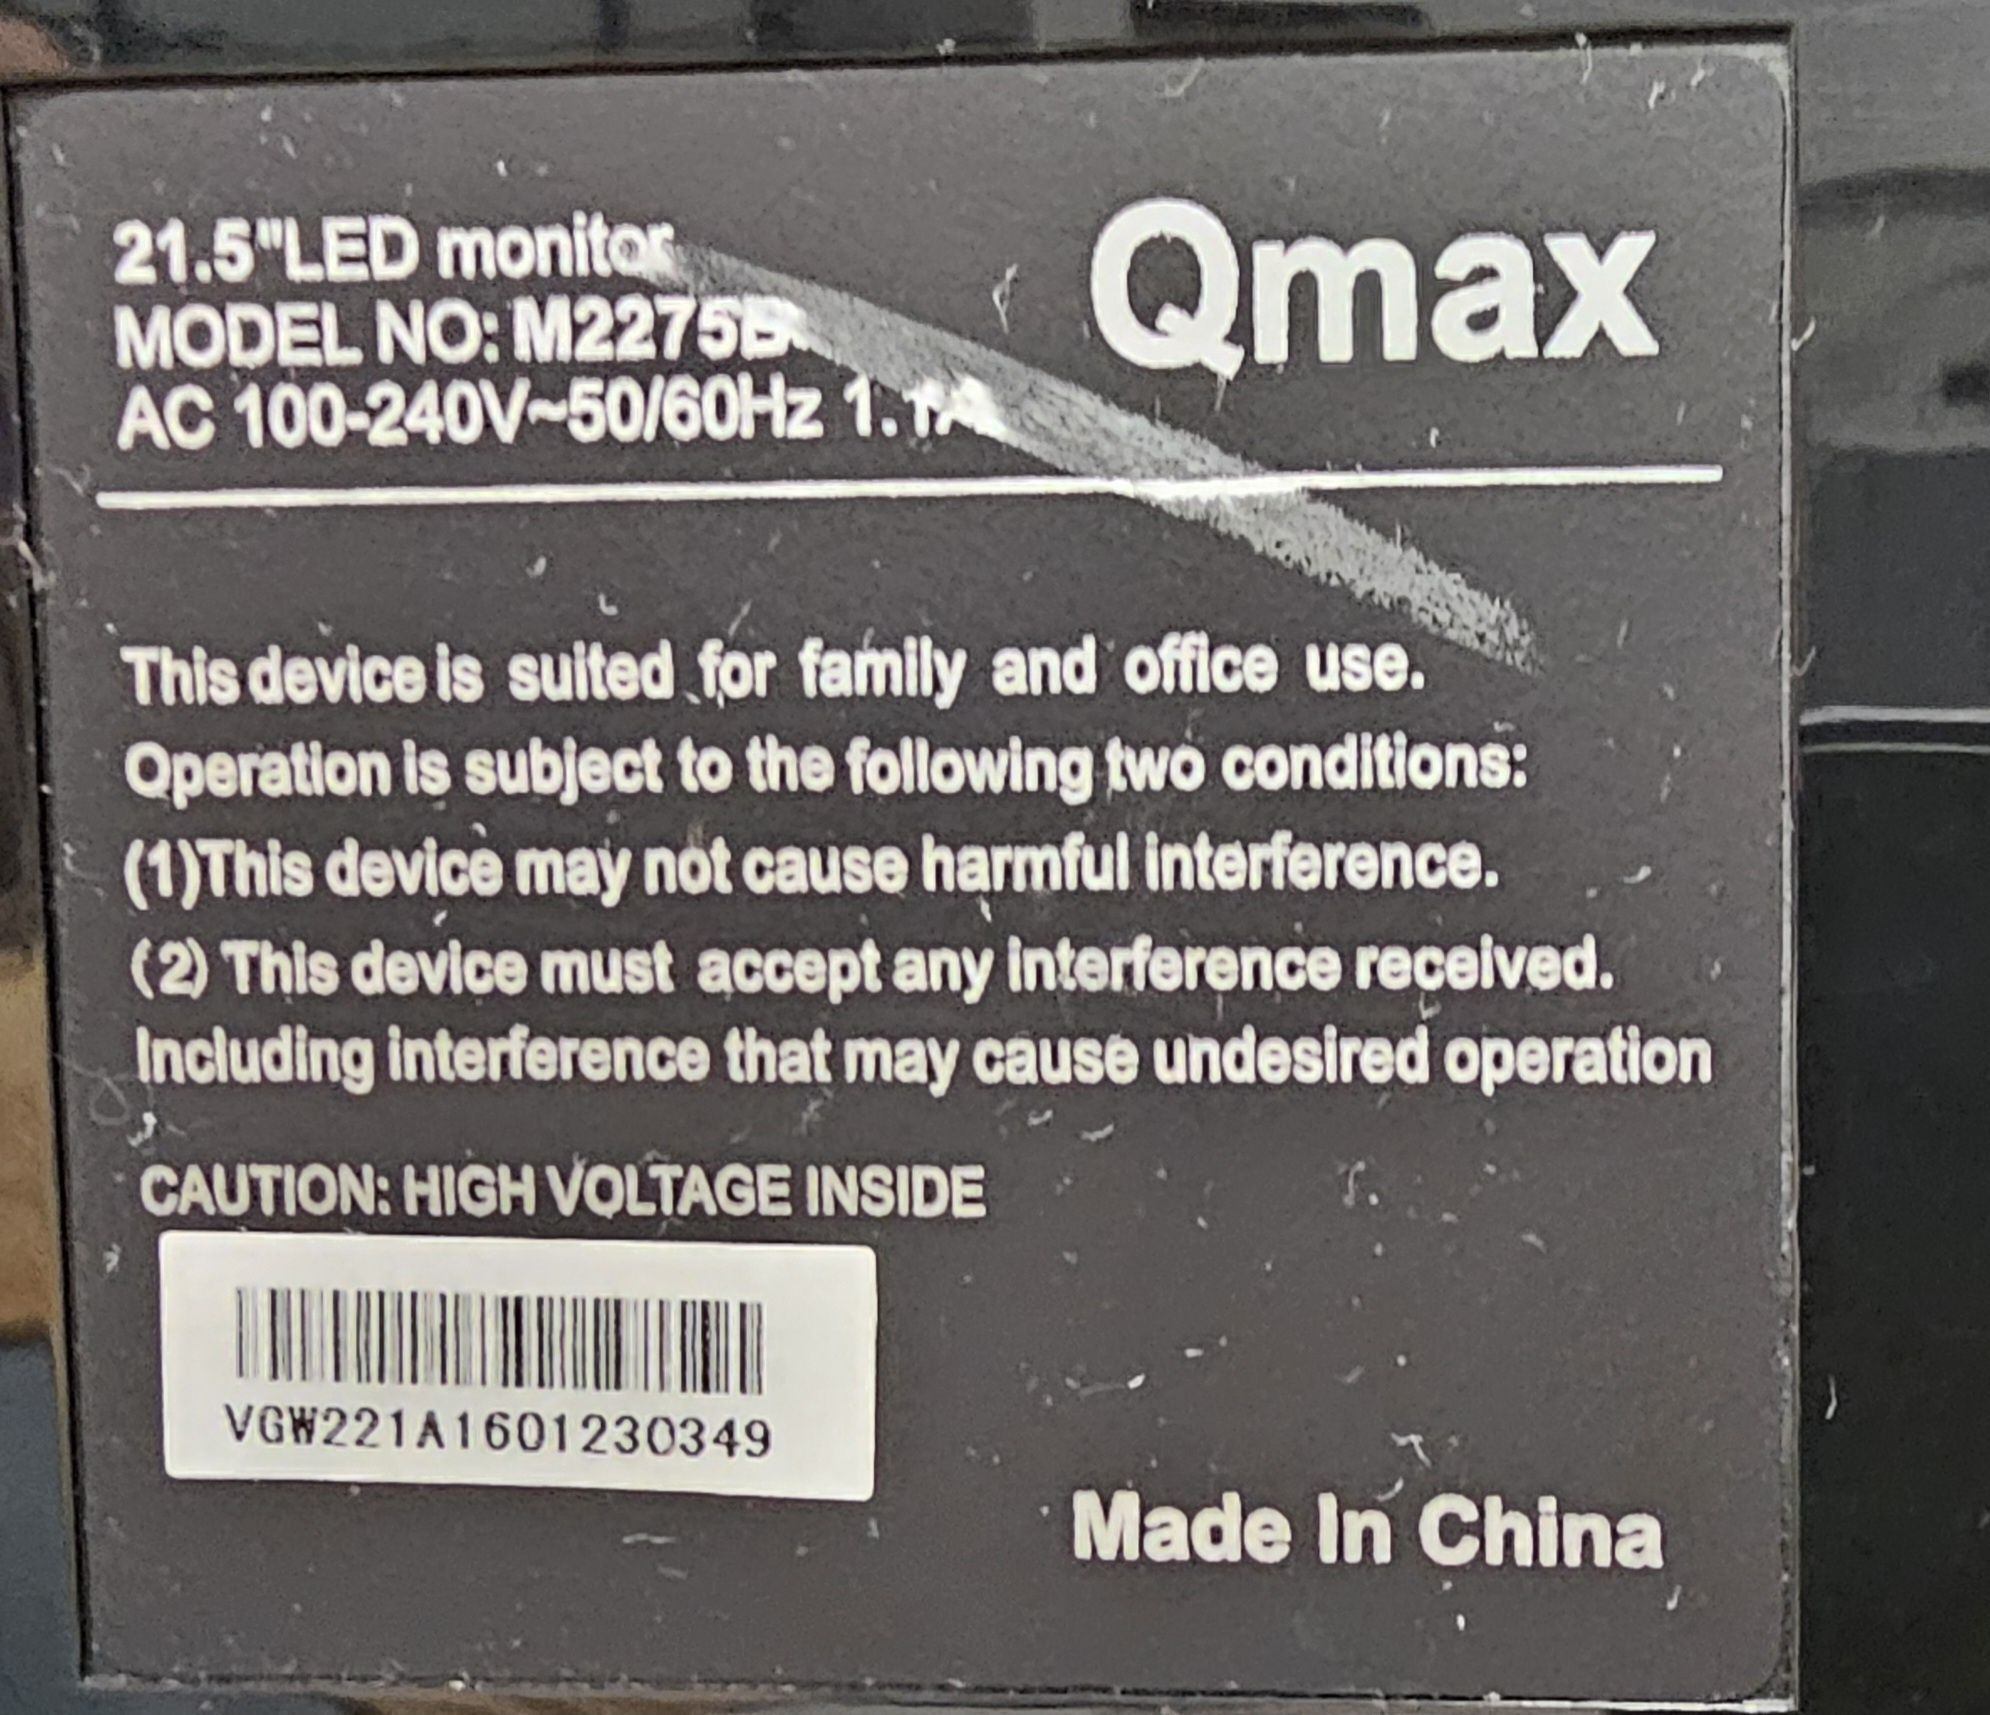 21.5"LED monitor
Qmax
MODEL NO: M2275B
AC 100-240V~50/60Hz 1.1A
This device is suited for family and office use.
Operation is subject to the following two conditions:
(1)This device may not cause harmful interference.
(2) This device must accept any interference received.
Including interference that may cause undesired operation
CAUTION: HIGH VOLTAGE INSIDE
VGW221A1601230349
Made In China